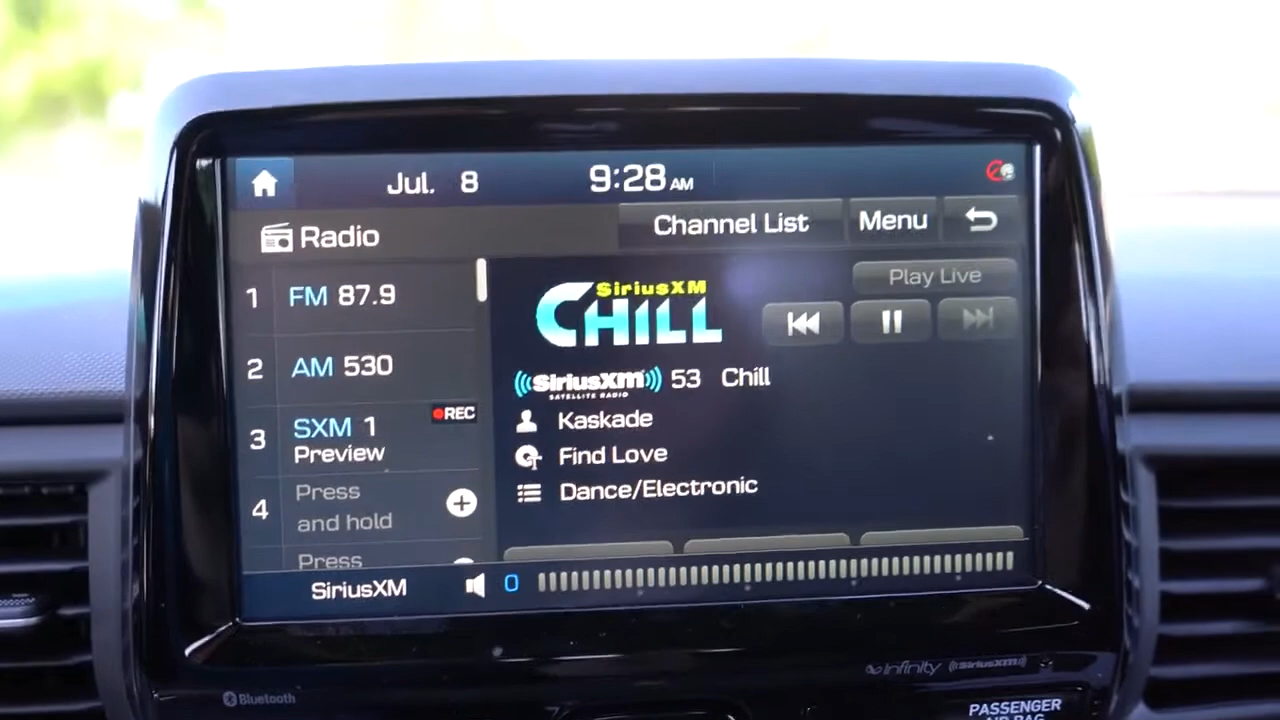 Jul. 8 9:28 AM
Radio Channel List Menu
Play Live
1 FM 87.9
2 AM 530
3 SXM 1 REC
Preview
4 Press
and hold
Press
SiriusXM
CHILL
SiriusXM 53 Chill
SATELLITE RADIO
Kaskade
Find Love
Dance/Electronic
SiriusXM 0
infinity SiriusXM
Bluetooth
PASSENGER
AIR BAG